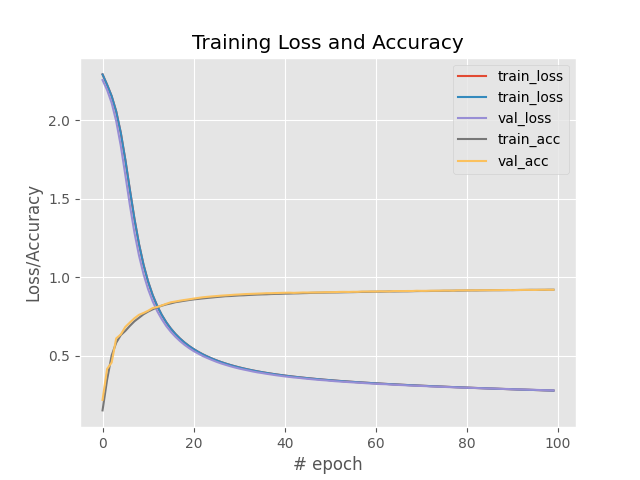 Training Loss and Accuracy
train_loss
train_loss
val_loss
train_acc
val_acc
2.0
1.5
1.0
0.5
Loss/Accuracy
0 20 40 60 80 100
# epoch